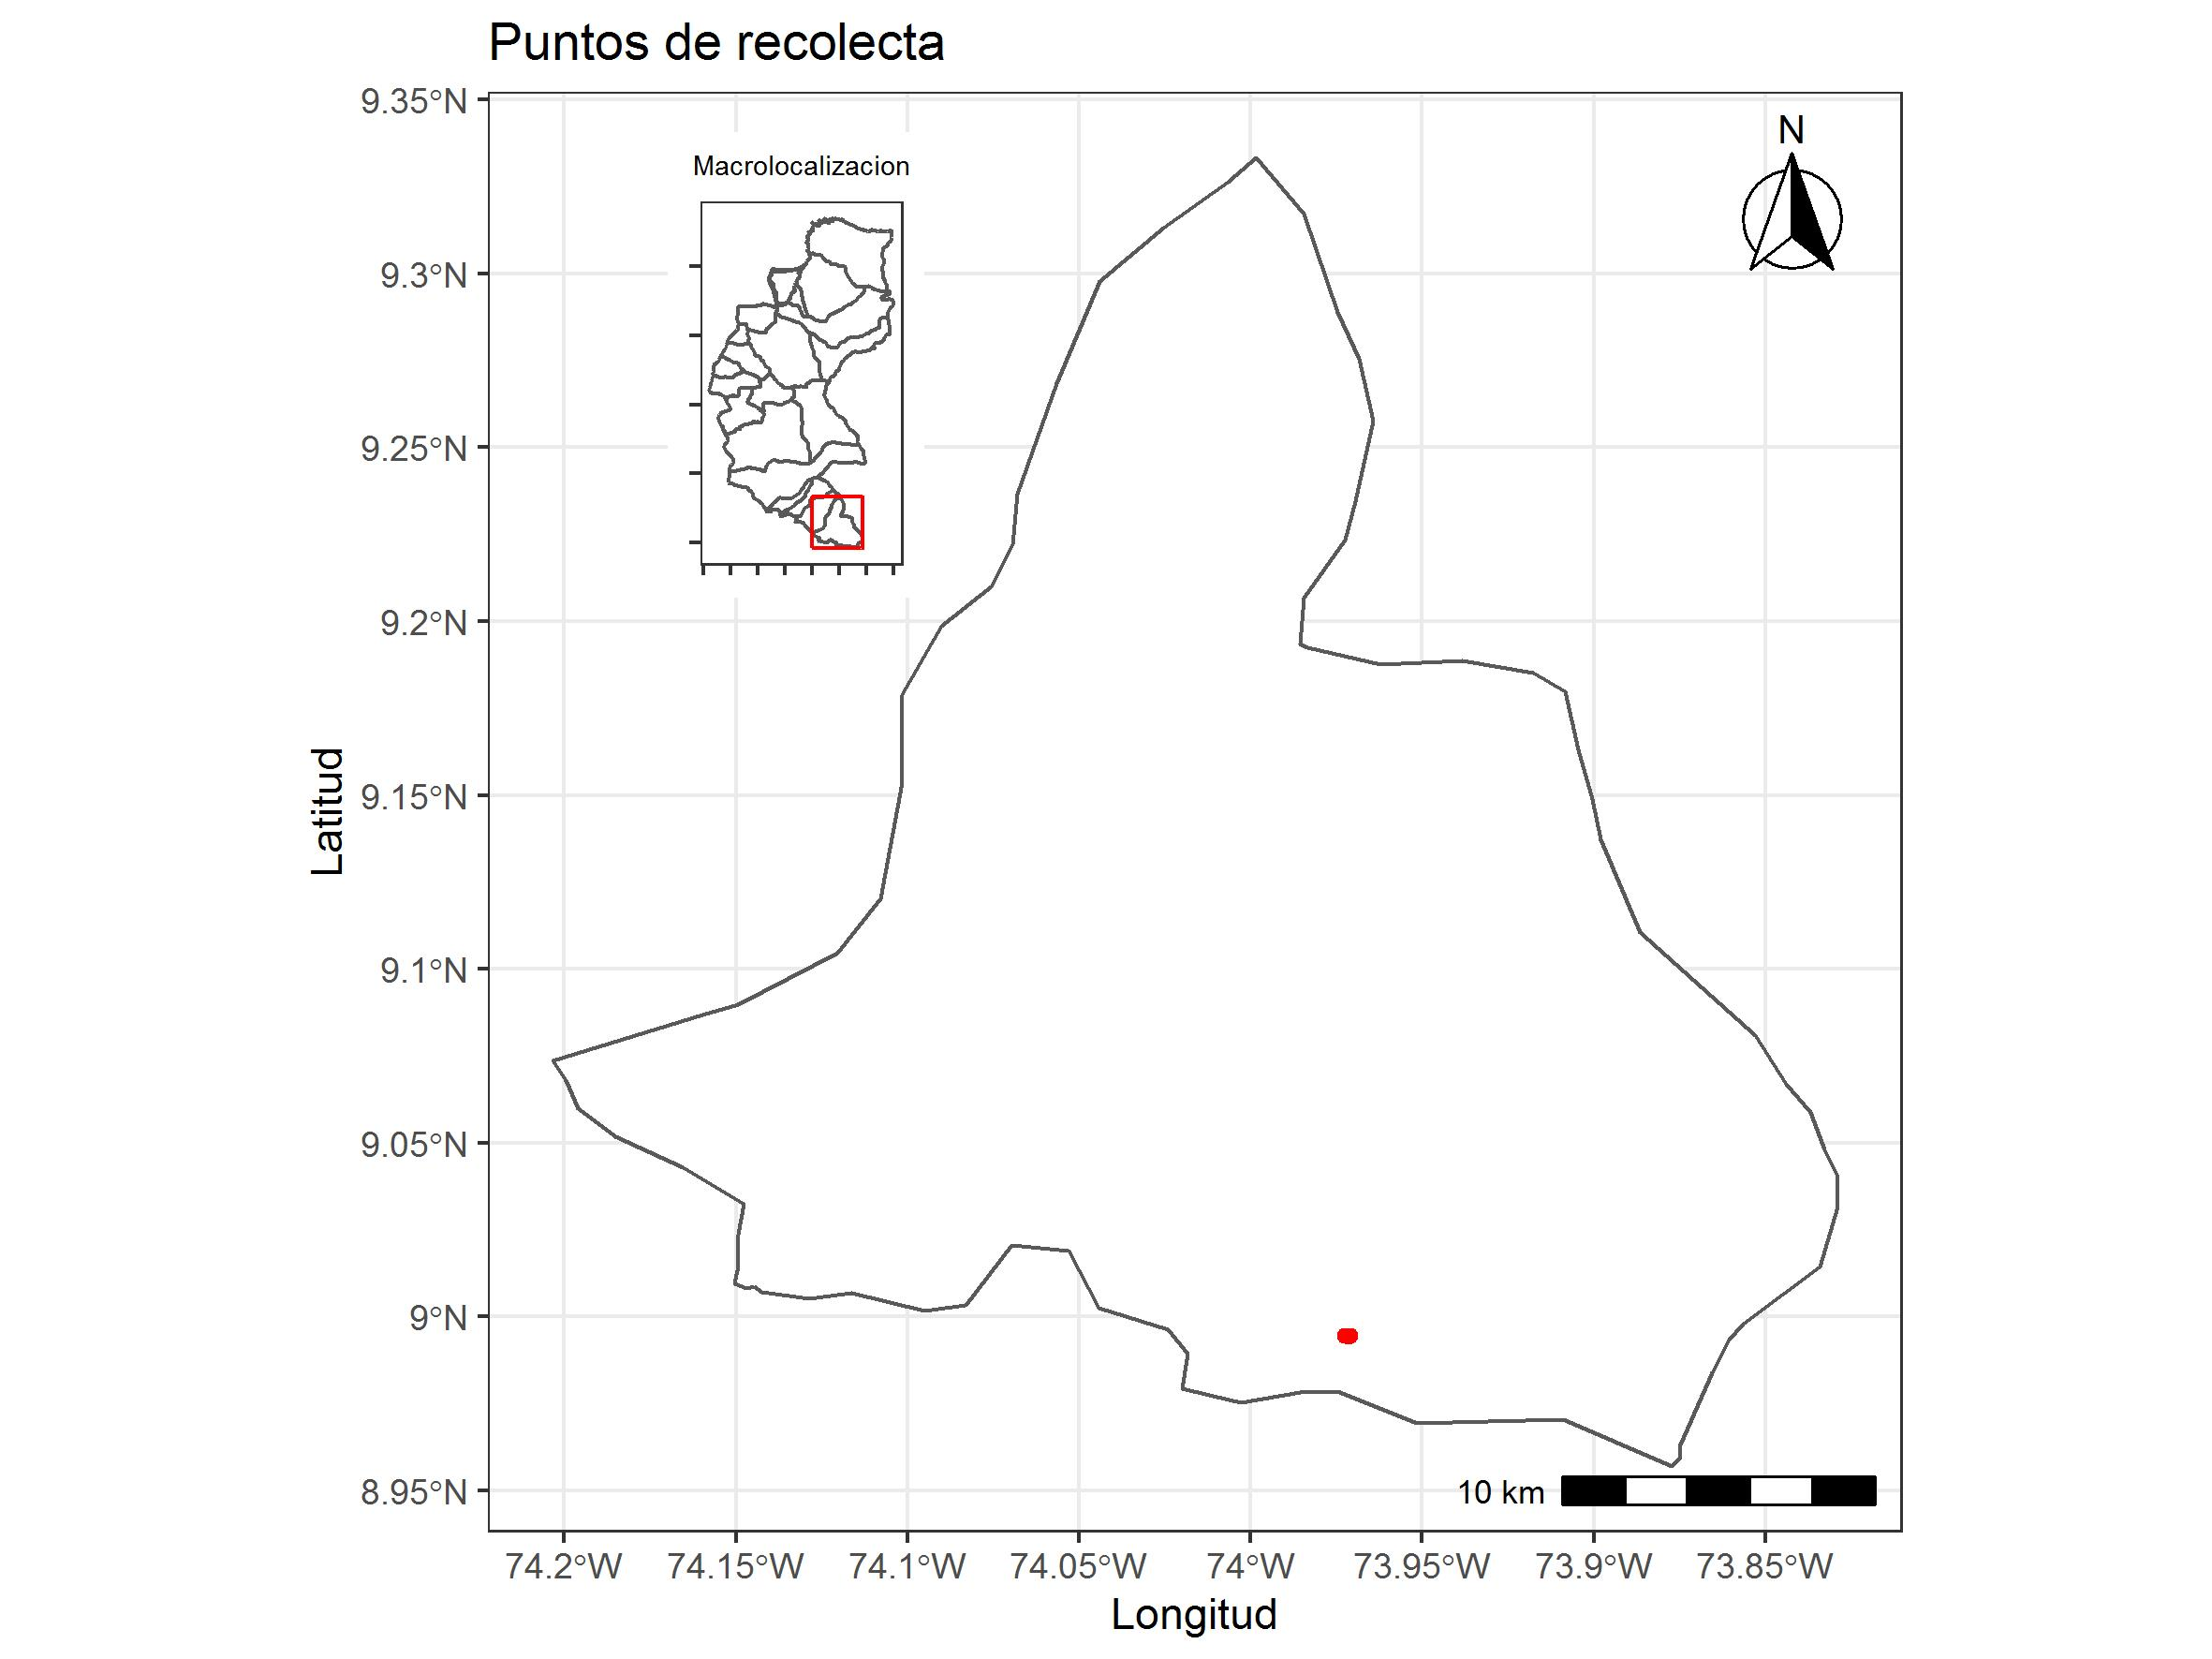 Puntos de recolecta
9.35°N
9.3°N
9.25°N
9.2°N
9.15°N
9.1°N
9.05°N
9°N
8.95°N
Latitud
Macrolocalizacion
N
10 km
74.2°W 74.15°W 74.1°W 74.05°W 74°W 73.95°W 73.9°W 73.85°W
Longitud